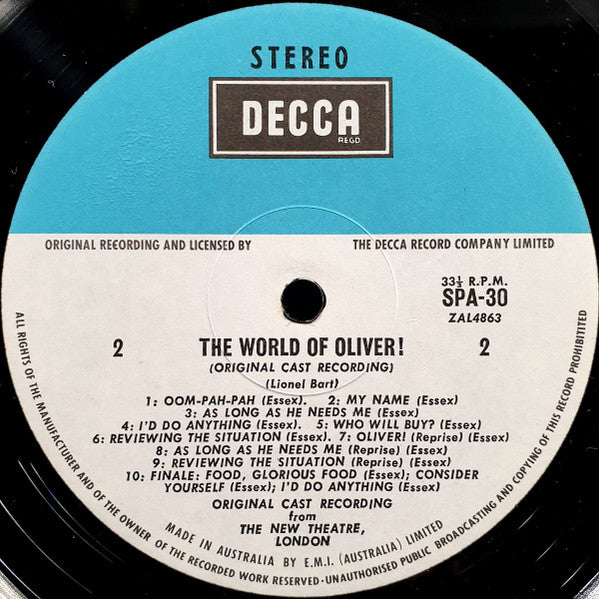 STEREO
DECCA
REGD.
ORIGINAL RECORDING AND LICENSED BY THE DECCA RECORD COMPANY LIMITED
33⅓ R.P.M.
SPA-30
ZAL4863
2 THE WORLD OF OLIVER! 2
(ORIGINAL CAST RECORDING)
(Lionel Bart)
1: OOM-PAH-PAH (Essex). 2: MY NAME (Essex)
3: AS LONG AS HE NEEDS ME (Essex)
4: I'D DO ANYTHING (Essex). 5: WHO WILL BUY? (Essex)
6: REVIEWING THE SITUATION (Essex). 7: OLIVER! (Reprise) (Essex)
8: AS LONG AS HE NEEDS ME (Reprise) (Essex)
9: REVIEWING THE SITUATION (Reprise) (Essex)
10: FINALE: FOOD, GLORIOUS FOOD (Essex); CONSIDER
YOURSELF (Essex); I'D DO ANYTHING (Essex)
ORIGINAL CAST RECORDING
from
THE NEW THEATRE,
LONDON
MADE IN AUSTRALIA BY E.M.I. (AUSTRALIA) LIMITED
ALL RIGHTS OF THE MANUFACTURER AND OF THE OWNER OF THE RECORDED WORK RESERVED-UNAUTHORISED PUBLIC BROADCASTING AND COPYING OF THIS RECORD PROHIBITITED